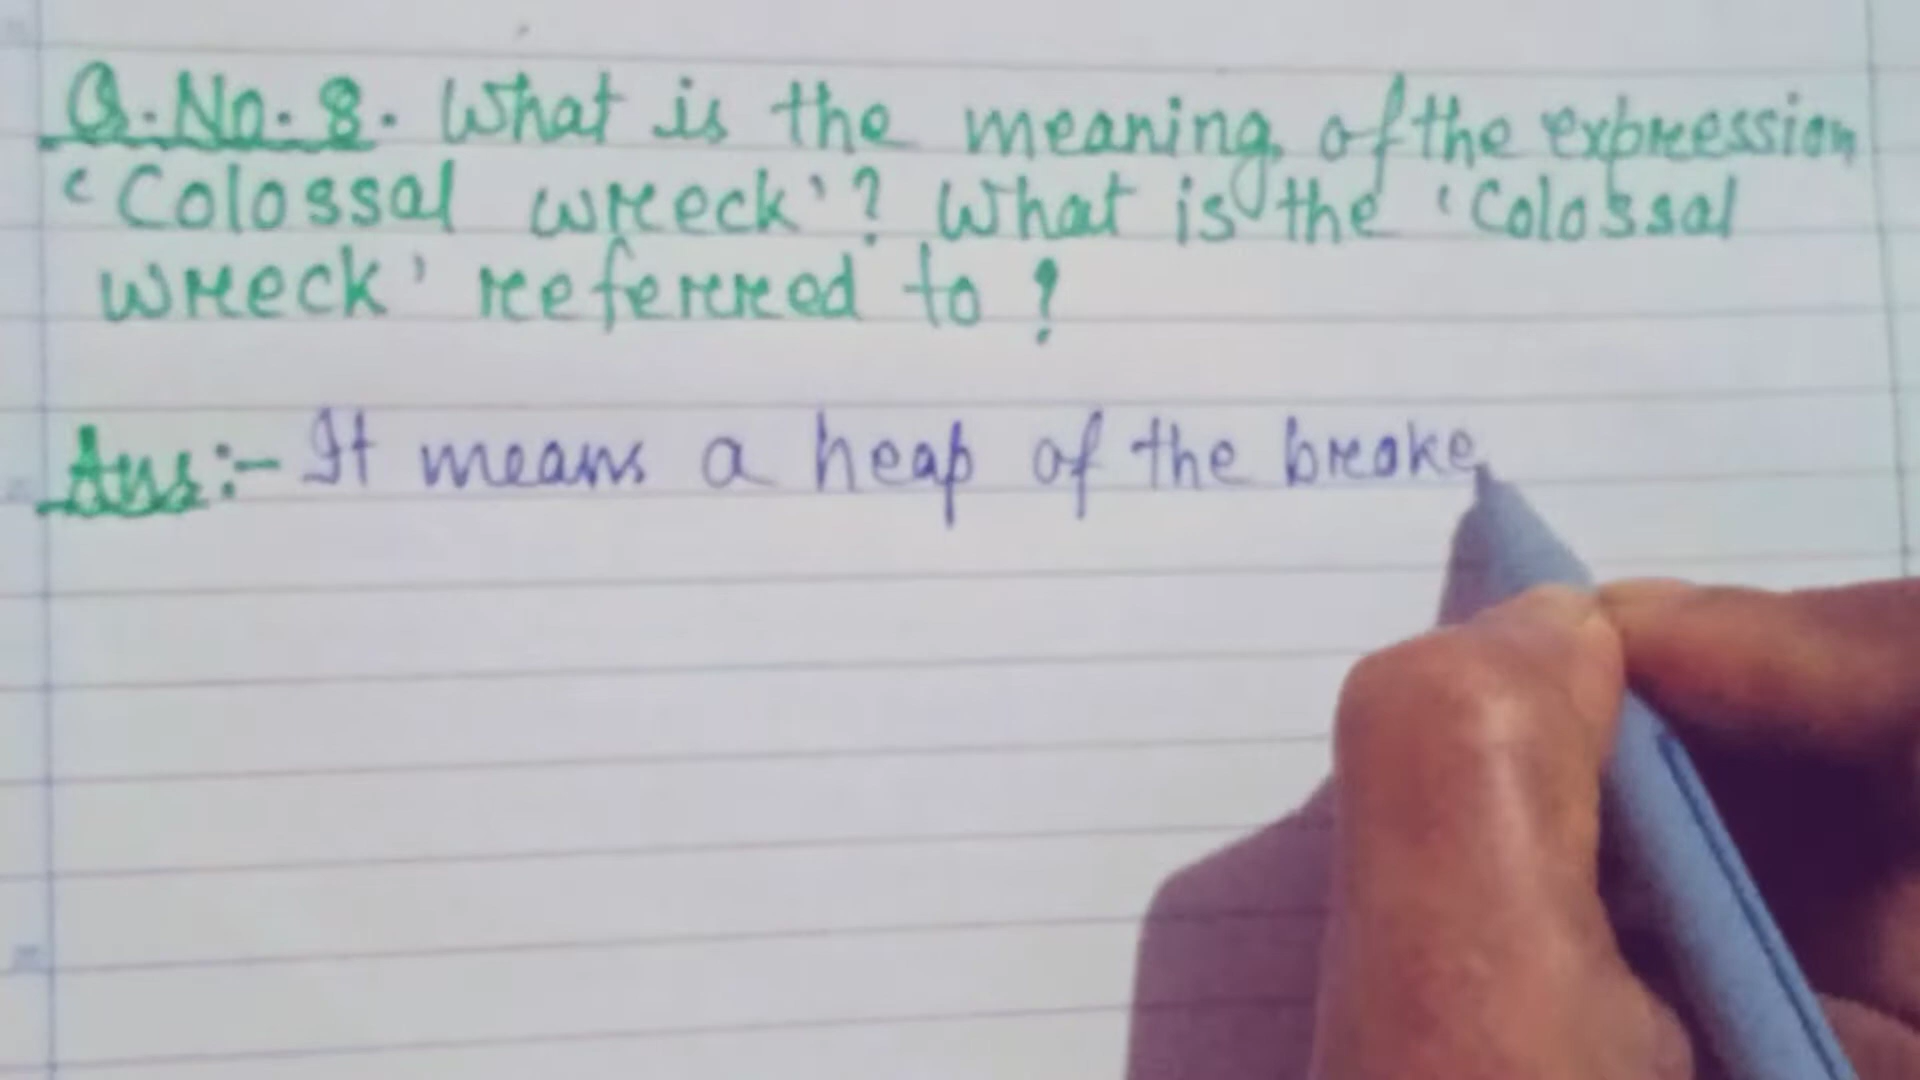 Q.No.8. What is the meaning of the expression
‘Colossal wreck’? What is the ‘Colossal
wreck’ referred to?
Ans:- It means a heap of the broke